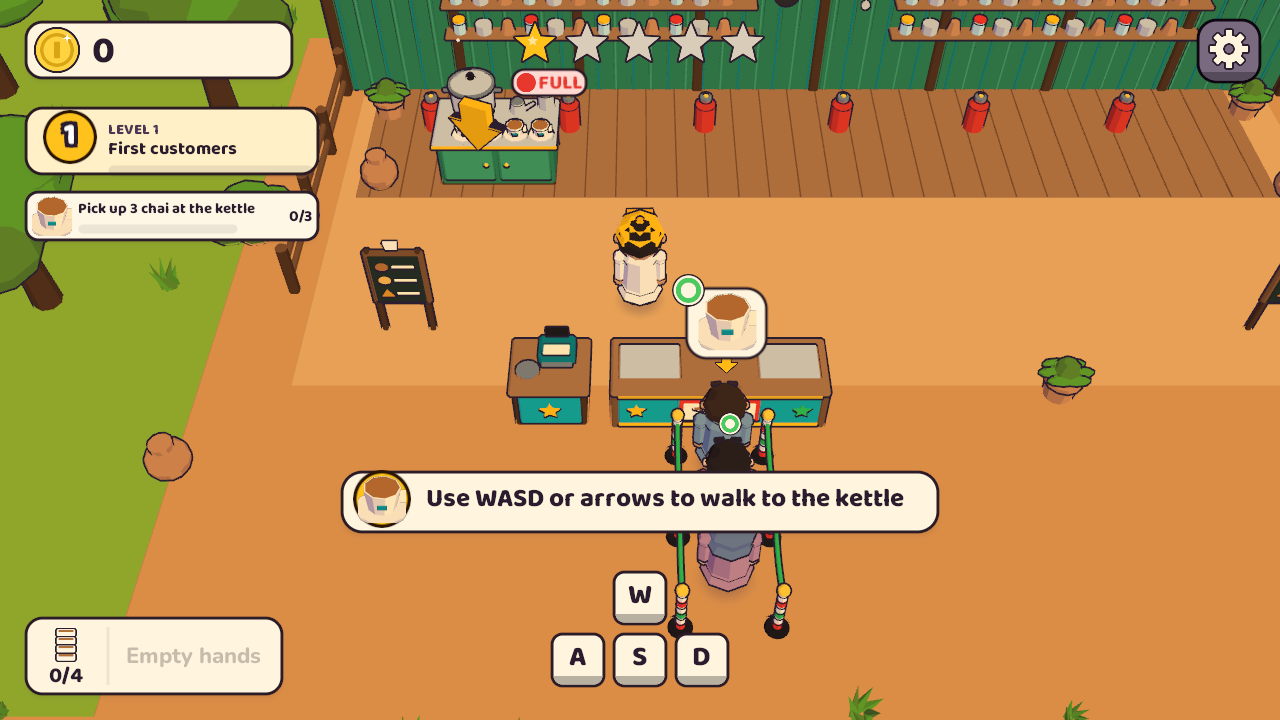 0
FULL
1
LEVEL 1
First customers
Pick up 3 chai at the kettle
0/3
Use WASD or arrows to walk to the kettle
W
A S D
0/4
Empty hands